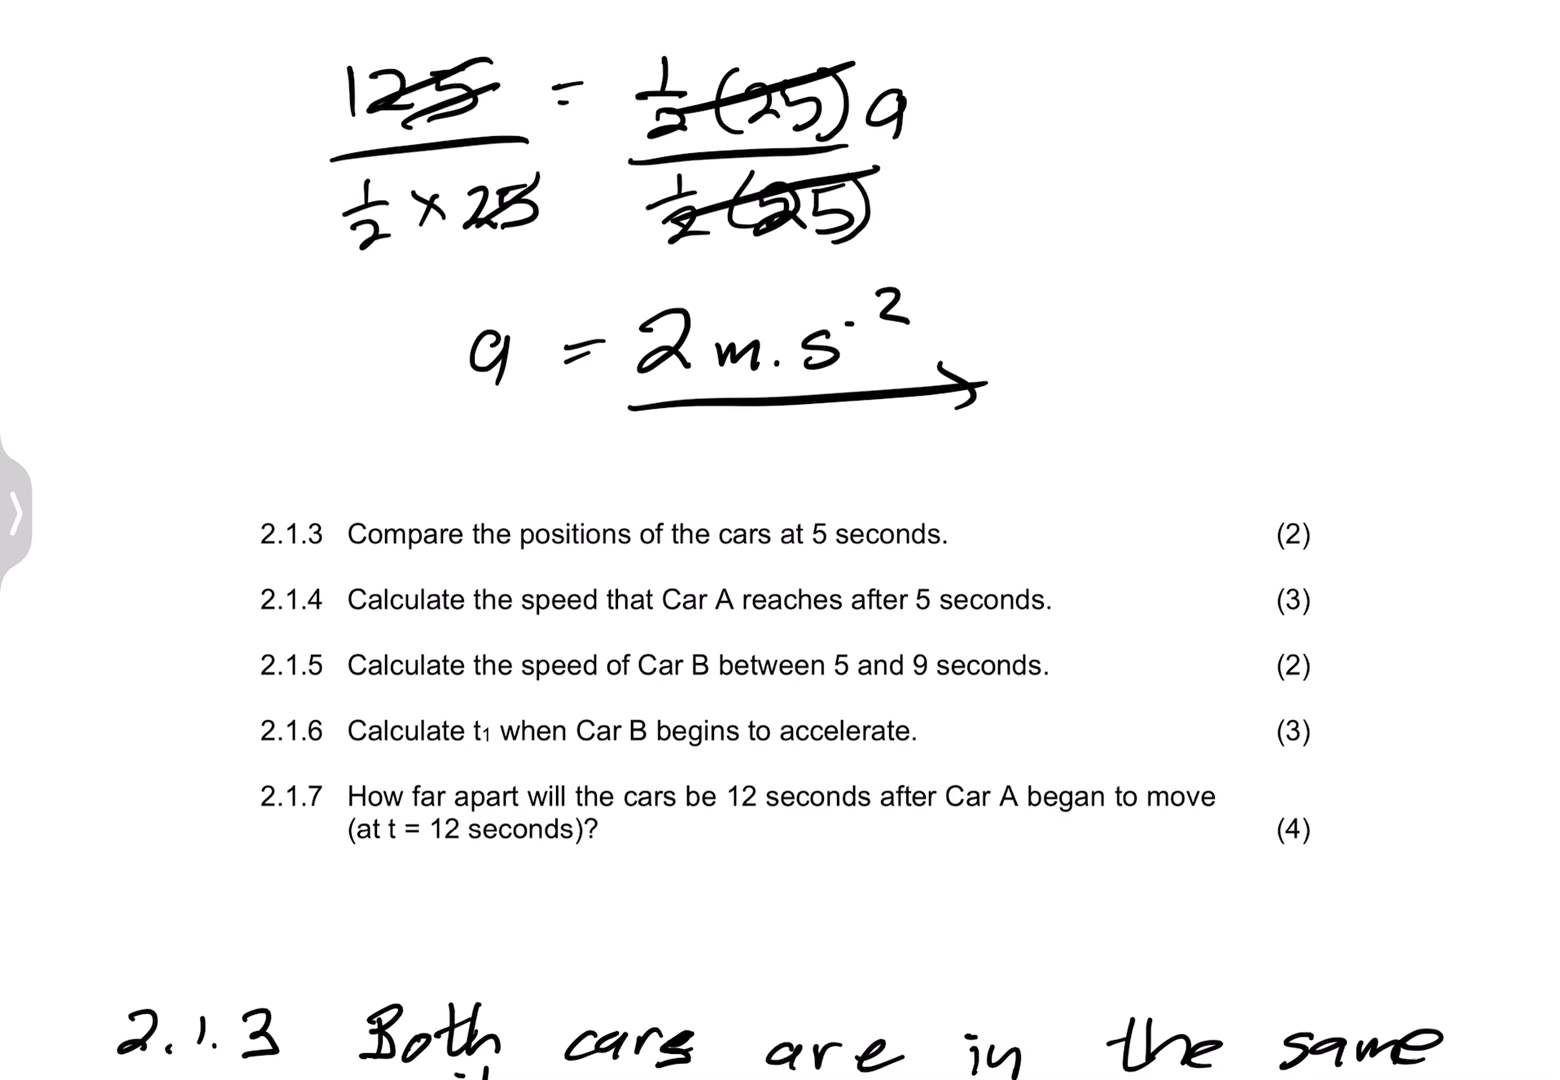 125 = 1/2 (25) a
1/2 × 25 1/2 (25)
a = 2 m.s-2
2.1.3 Compare the positions of the cars at 5 seconds. (2)
2.1.4 Calculate the speed that Car A reaches after 5 seconds. (3)
2.1.5 Calculate the speed of Car B between 5 and 9 seconds. (2)
2.1.6 Calculate t₁ when Car B begins to accelerate. (3)
2.1.7 How far apart will the cars be 12 seconds after Car A began to move
(at t = 12 seconds)? (4)
2.1.3 Both cars are in the same